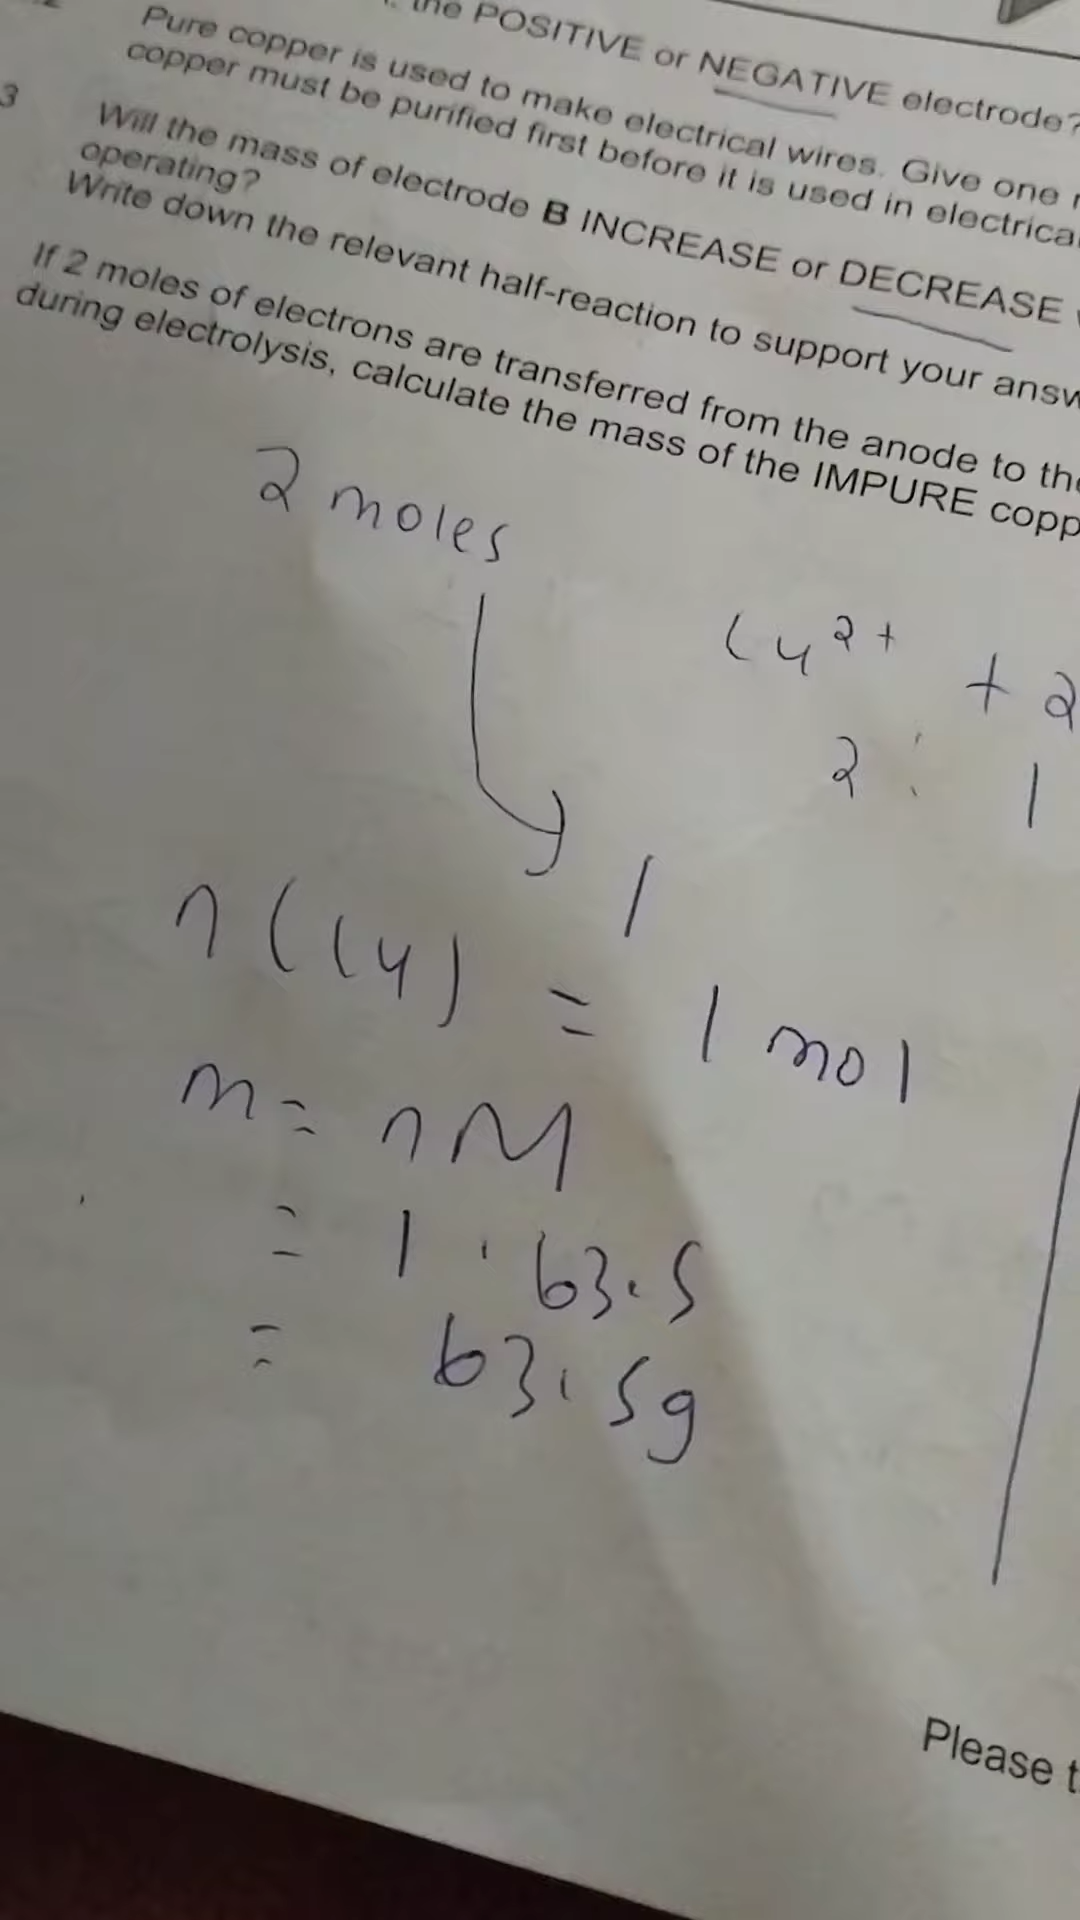 the POSITIVE or NEGATIVE electrode?
Pure copper is used to make electrical wires. Give one
copper must be purified first before it is used in electrica
3
Will the mass of electrode B INCREASE or DECREASE
operating?
Write down the relevant half-reaction to support your answ
If 2 moles of electrons are transferred from the anode to the
during electrolysis, calculate the mass of the IMPURE copp
2 moles
Cu²⁺ + 2
2 : 1
1
n(Cu) = 1 mol
m = nM
= 1 . 63.5
= 63.5g
Please t